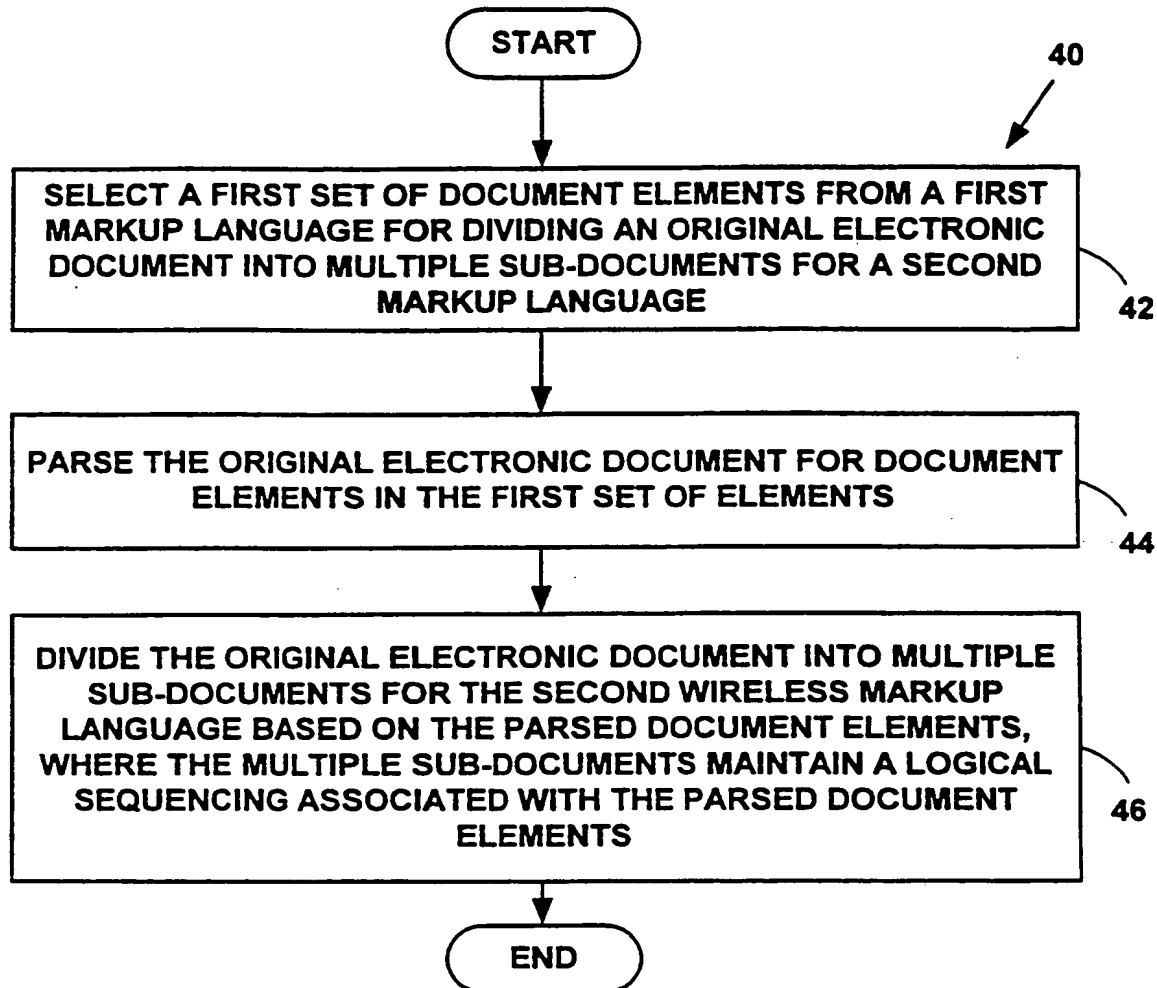 START
40
SELECT A FIRST SET OF DOCUMENT ELEMENTS FROM A FIRST
MARKUP LANGUAGE FOR DIVIDING AN ORIGINAL ELECTRONIC
DOCUMENT INTO MULTIPLE SUB-DOCUMENTS FOR A SECOND
MARKUP LANGUAGE
42
PARSE THE ORIGINAL ELECTRONIC DOCUMENT FOR DOCUMENT
ELEMENTS IN THE FIRST SET OF ELEMENTS
44
DIVIDE THE ORIGINAL ELECTRONIC DOCUMENT INTO MULTIPLE
SUB-DOCUMENTS FOR THE SECOND WIRELESS MARKUP
LANGUAGE BASED ON THE PARSED DOCUMENT ELEMENTS,
WHERE THE MULTIPLE SUB-DOCUMENTS MAINTAIN A LOGICAL
SEQUENCING ASSOCIATED WITH THE PARSED DOCUMENT
ELEMENTS
46
END